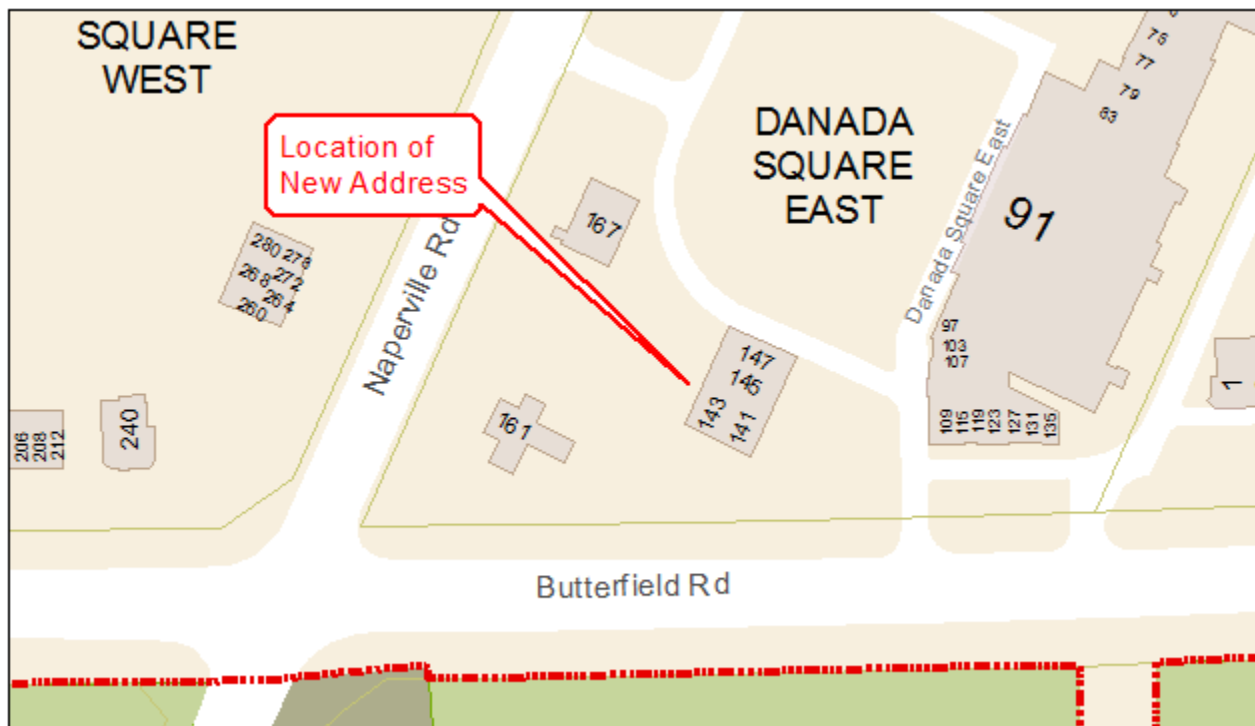 SQUARE
WEST
Location of
New Address
Naperville Rd
DANADA
SQUARE
EAST
Danada Square East
75
77
79
83
91
167
280 278
268 272
264
260
147
145
143 141
161
97
103
107
109
115
119
123
127
131
135
1
206
208
212
240
Butterfield Rd